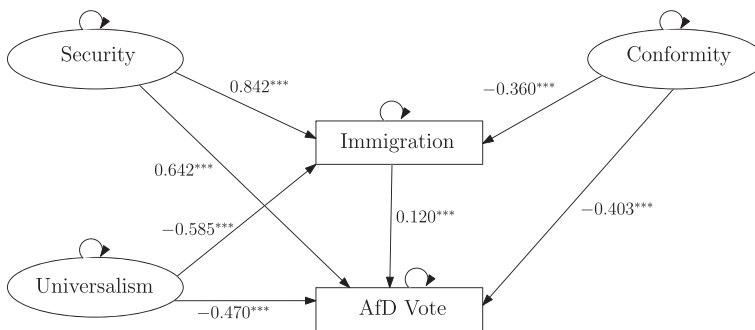 Security
Conformity
0.842***
−0.360***
Immigration
0.642***
−0.585***
0.120***
−0.403***
Universalism
−0.470***
AfD Vote